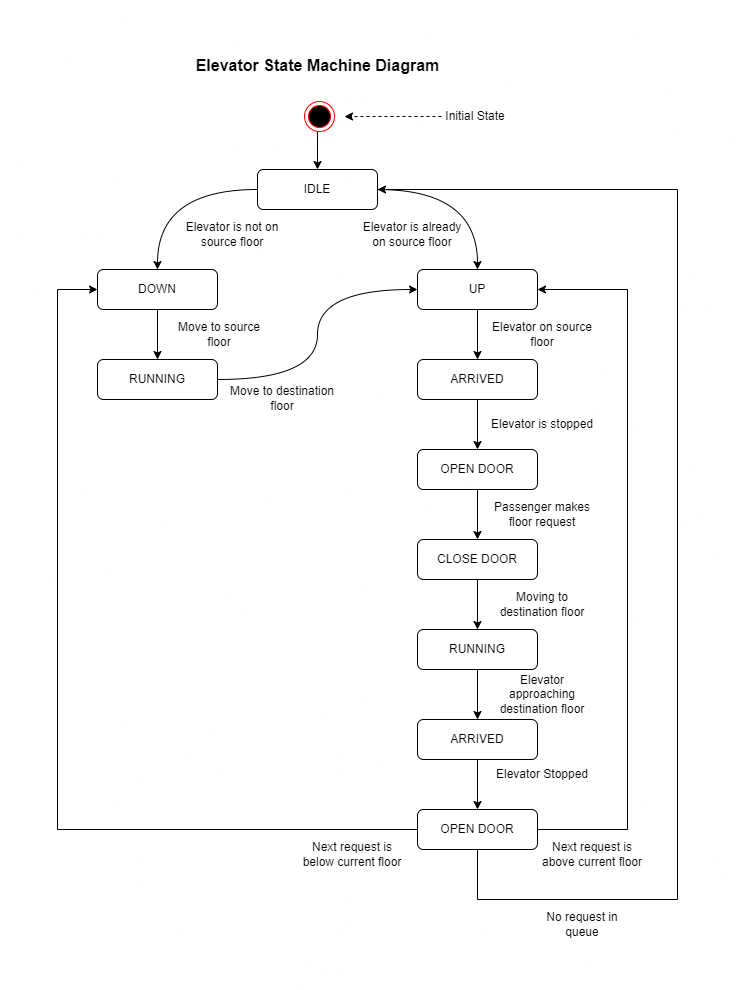 Elevator State Machine Diagram
Initial State
IDLE
Elevator is not on
source floor
Elevator is already
on source floor
DOWN
UP
Move to source
floor
Elevator on source
floor
RUNNING
ARRIVED
Move to destination
floor
Elevator is stopped
OPEN DOOR
Passenger makes
floor request
CLOSE DOOR
Moving to
destination floor
RUNNING
Elevator
approaching
destination floor
ARRIVED
Elevator Stopped
OPEN DOOR
Next request is
below current floor
Next request is
above current floor
No request in
queue